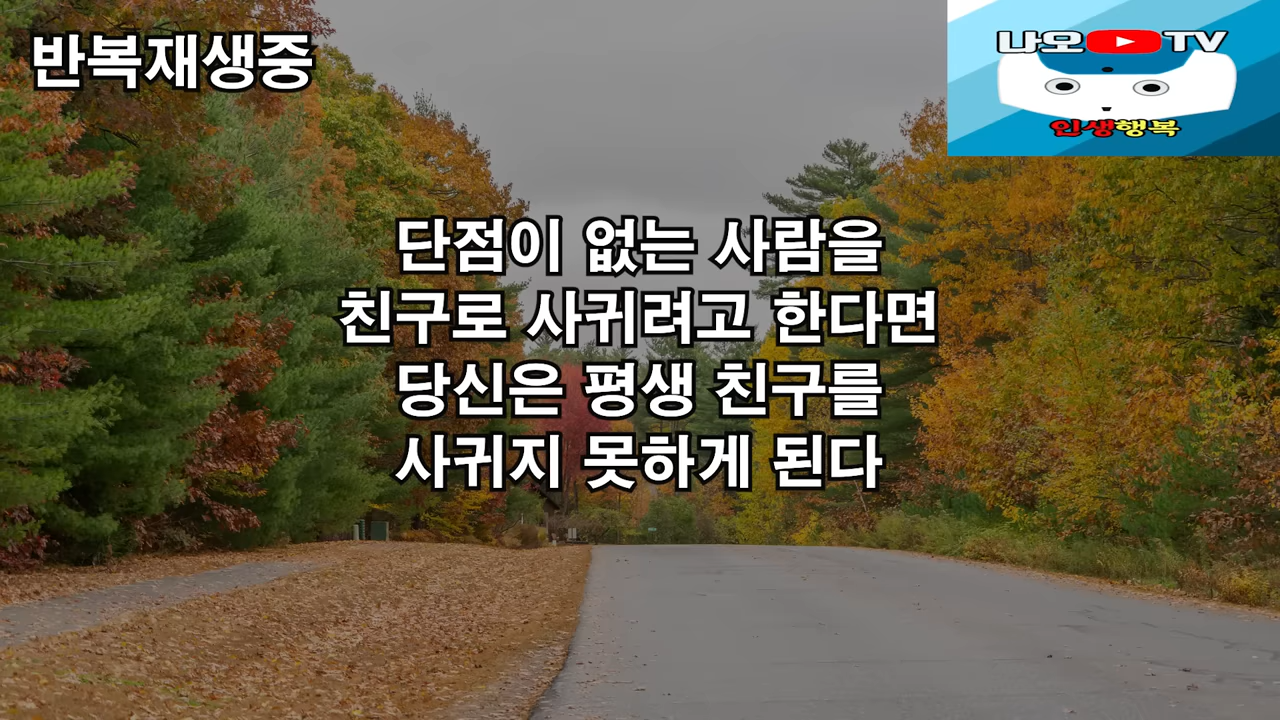 반복재생중
나오 TV
인생행복
단점이 없는 사람을
친구로 사귀려고 한다면
당신은 평생 친구를
사귀지 못하게 된다